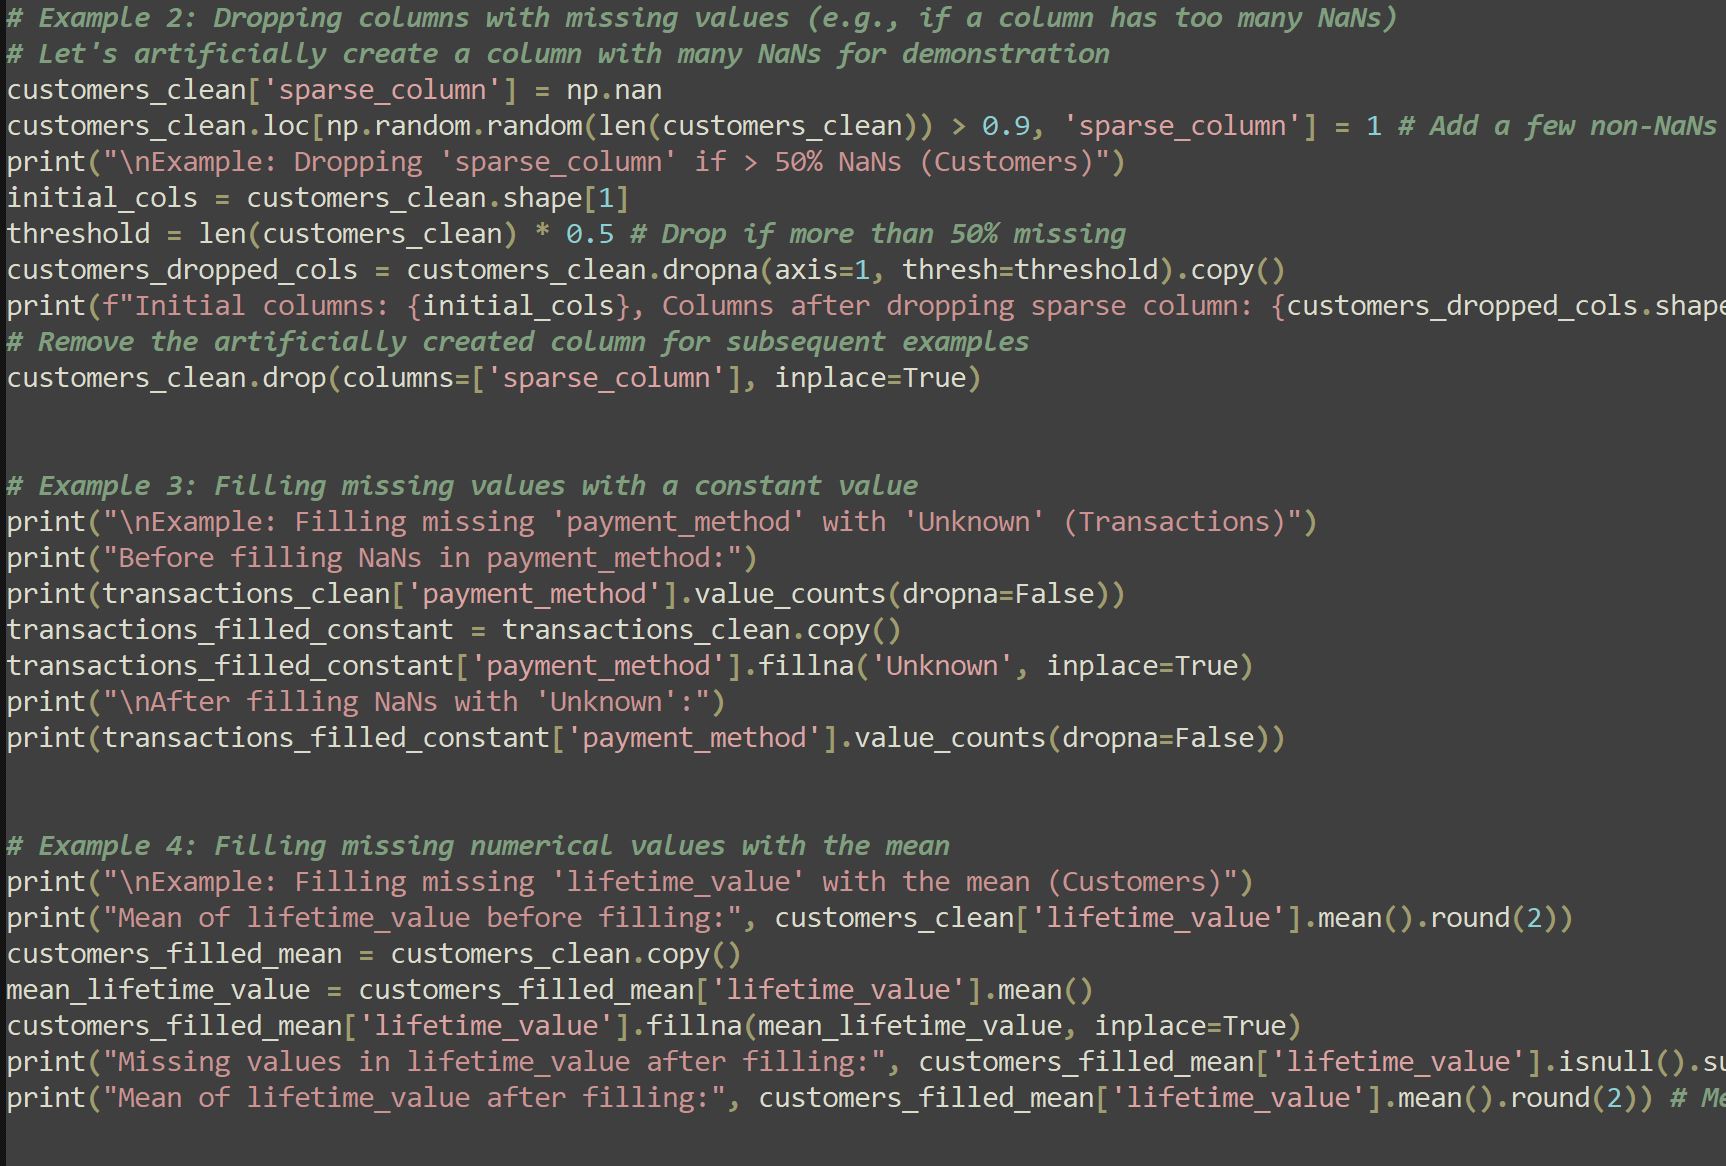 # Example 2: Dropping columns with missing values (e.g., if a column has too many NaNs)
# Let's artificially create a column with many NaNs for demonstration
customers_clean['sparse_column'] = np.nan
customers_clean.loc[np.random.random(len(customers_clean)) > 0.9, 'sparse_column'] = 1 # Add a few non-NaNs
print("\nExample: Dropping 'sparse_column' if > 50% NaNs (Customers)")
initial_cols = customers_clean.shape[1]
threshold = len(customers_clean) * 0.5 # Drop if more than 50% missing
customers_dropped_cols = customers_clean.dropna(axis=1, thresh=threshold).copy()
print(f"Initial columns: {initial_cols}, Columns after dropping sparse column: {customers_dropped_cols.shape
# Remove the artificially created column for subsequent examples
customers_clean.drop(columns=['sparse_column'], inplace=True)
# Example 3: Filling missing values with a constant value
print("\nExample: Filling missing 'payment_method' with 'Unknown' (Transactions)")
print("Before filling NaNs in payment_method:")
print(transactions_clean['payment_method'].value_counts(dropna=False))
transactions_filled_constant = transactions_clean.copy()
transactions_filled_constant['payment_method'].fillna('Unknown', inplace=True)
print("\nAfter filling NaNs with 'Unknown':")
print(transactions_filled_constant['payment_method'].value_counts(dropna=False))
# Example 4: Filling missing numerical values with the mean
print("\nExample: Filling missing 'lifetime_value' with the mean (Customers)")
print("Mean of lifetime_value before filling:", customers_clean['lifetime_value'].mean().round(2))
customers_filled_mean = customers_clean.copy()
mean_lifetime_value = customers_filled_mean['lifetime_value'].mean()
customers_filled_mean['lifetime_value'].fillna(mean_lifetime_value, inplace=True)
print("Missing values in lifetime_value after filling:", customers_filled_mean['lifetime_value'].isnull().su
print("Mean of lifetime_value after filling:", customers_filled_mean['lifetime_value'].mean().round(2)) # Me